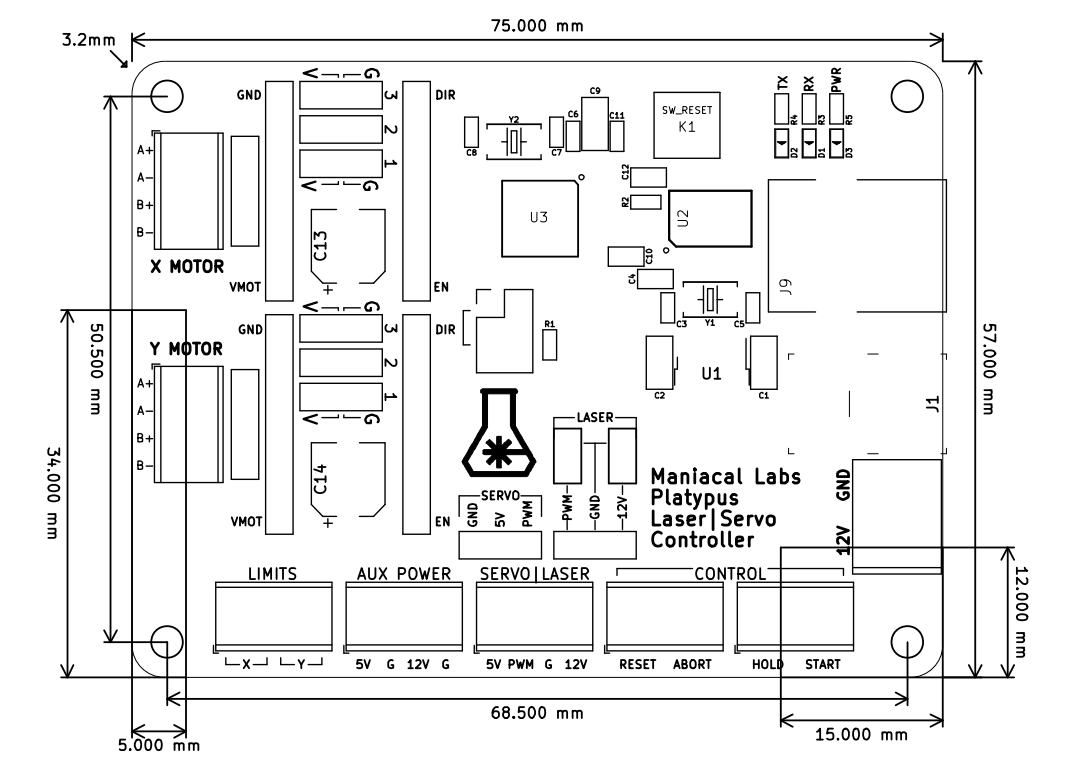 75.000 mm
3.2mm
V G
GND 3 DIR
2
1
V G
A+
A-
B+
B-
X MOTOR
C13
+
VMOT EN
C8
Y2
C7
C6
C9
C11
SW_RESET
K1
TX RX PWR
R4 R3 R5
D2 D1 D3
C12
R2
U3
U2
C10
C4
C3 Y1 C5
J9
V G
GND 3 DIR
2
1
V G
Y MOTOR
A+
A-
B+
B-
C14
+
VMOT EN
R1
C2 U1 C1
J1
50.500 mm
57.000 mm
34.000 mm
LASER
PWM
GND
12V
SERVO
GND
5V
PWM
Maniacal Labs
Platypus
Laser|Servo
Controller
GND
12V
12.000 mm
LIMITS AUX POWER SERVO|LASER CONTROL
X Y 5V G 12V G 5V PWM G 12V RESET ABORT HOLD START
68.500 mm
15.000 mm
5.000 mm